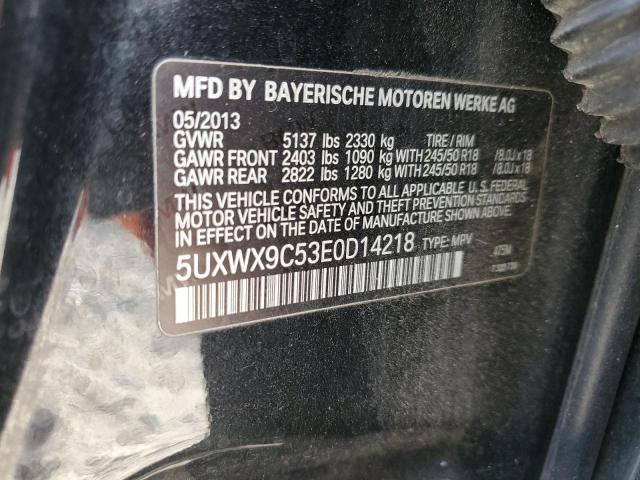 MFD BY BAYERISCHE MOTOREN WERKE AG
05/2013
GVWR 5137 lbs 2330 kg TIRE / RIM
GAWR FRONT 2403 lbs 1090 kg WITH 245/50 R18 / 8.0J x 18
GAWR REAR 2822 lbs 1280 kg WITH 245/50 R18 / 8.0J x 18
THIS VEHICLE CONFORMS TO ALL APPLICABLE U. S. FEDERAL
MOTOR VEHICLE SAFETY AND THEFT PREVENTION STANDARDS
IN EFFECT ON THE DATE OF MANUFACTURE SHOWN ABOVE.
5UXWX9C53E0D14218 TYPE: MPV